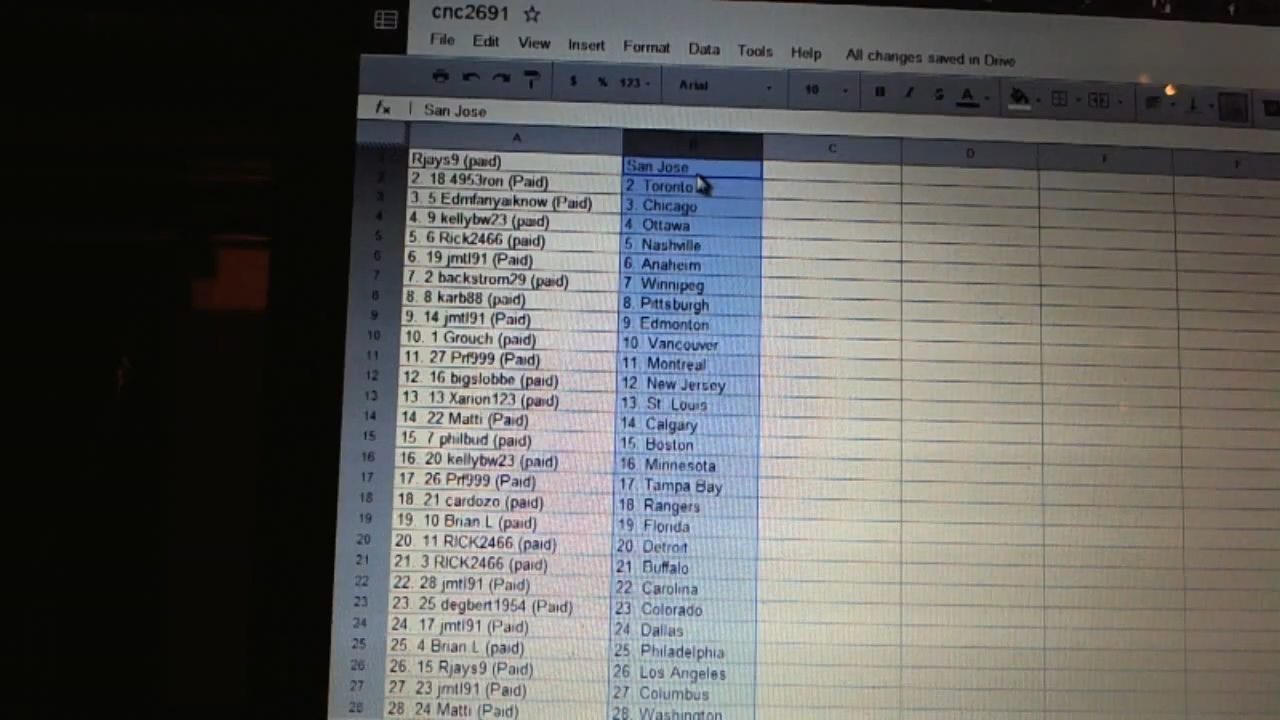 cnc2691
File Edit View Insert Format Data Tools Help All changes saved in Drive
$ % 123 Arial 10 B I S A
fx San Jose
A B C D E F
1 Rjays9 (paid) San Jose
2 2. 18 4953ron (Paid) 2 Toronto
3 3. 5 Edmfanyaiknow (Paid) 3. Chicago
4 4. 9 kellybw23 (paid) 4 Ottawa
5 5. 6 Rick2466 (paid) 5 Nashville
6 6. 19 jmtl91 (Paid) 6. Anaheim
7 7. 2 backstrom29 (paid) 7 Winnipeg
8 8. 8 karb88 (paid) 8. Pittsburgh
9 9. 14 jmtl91 (Paid) 9. Edmonton
10 10. 1 Grouch (paid) 10. Vancouver
11 11. 27 Prf999 (Paid) 11 Montreal
12 12. 16 bigslobbe (paid) 12 New Jersey
13 13. 13 Xarion123 (paid) 13 St. Louis
14 14. 22 Matti (Paid) 14 Calgary
15 15. 7 philbud (paid) 15. Boston
16 16. 20 kellybw23 (paid) 16 Minnesota
17 17. 26 Prf999 (Paid) 17. Tampa Bay
18 18. 21 cardozo (paid) 18 Rangers
19 19. 10 Brian L (paid) 19 Florida
20 20. 11 RICK2466 (paid) 20. Detroit
21 21. 3 RICK2466 (paid) 21 Buffalo
22 22. 28 jmtl91 (Paid) 22 Carolina
23 23. 25 degbert1954 (Paid) 23 Colorado
24 24. 17 jmtl91 (Paid) 24 Dallas
25 25. 4 Brian L (paid) 25 Philadelphia
26 26. 15 Rjays9 (Paid) 26 Los Angeles
27 27. 23 jmtl91 (Paid) 27 Columbus
28 28. 24 Matti (Paid) 28. Washington